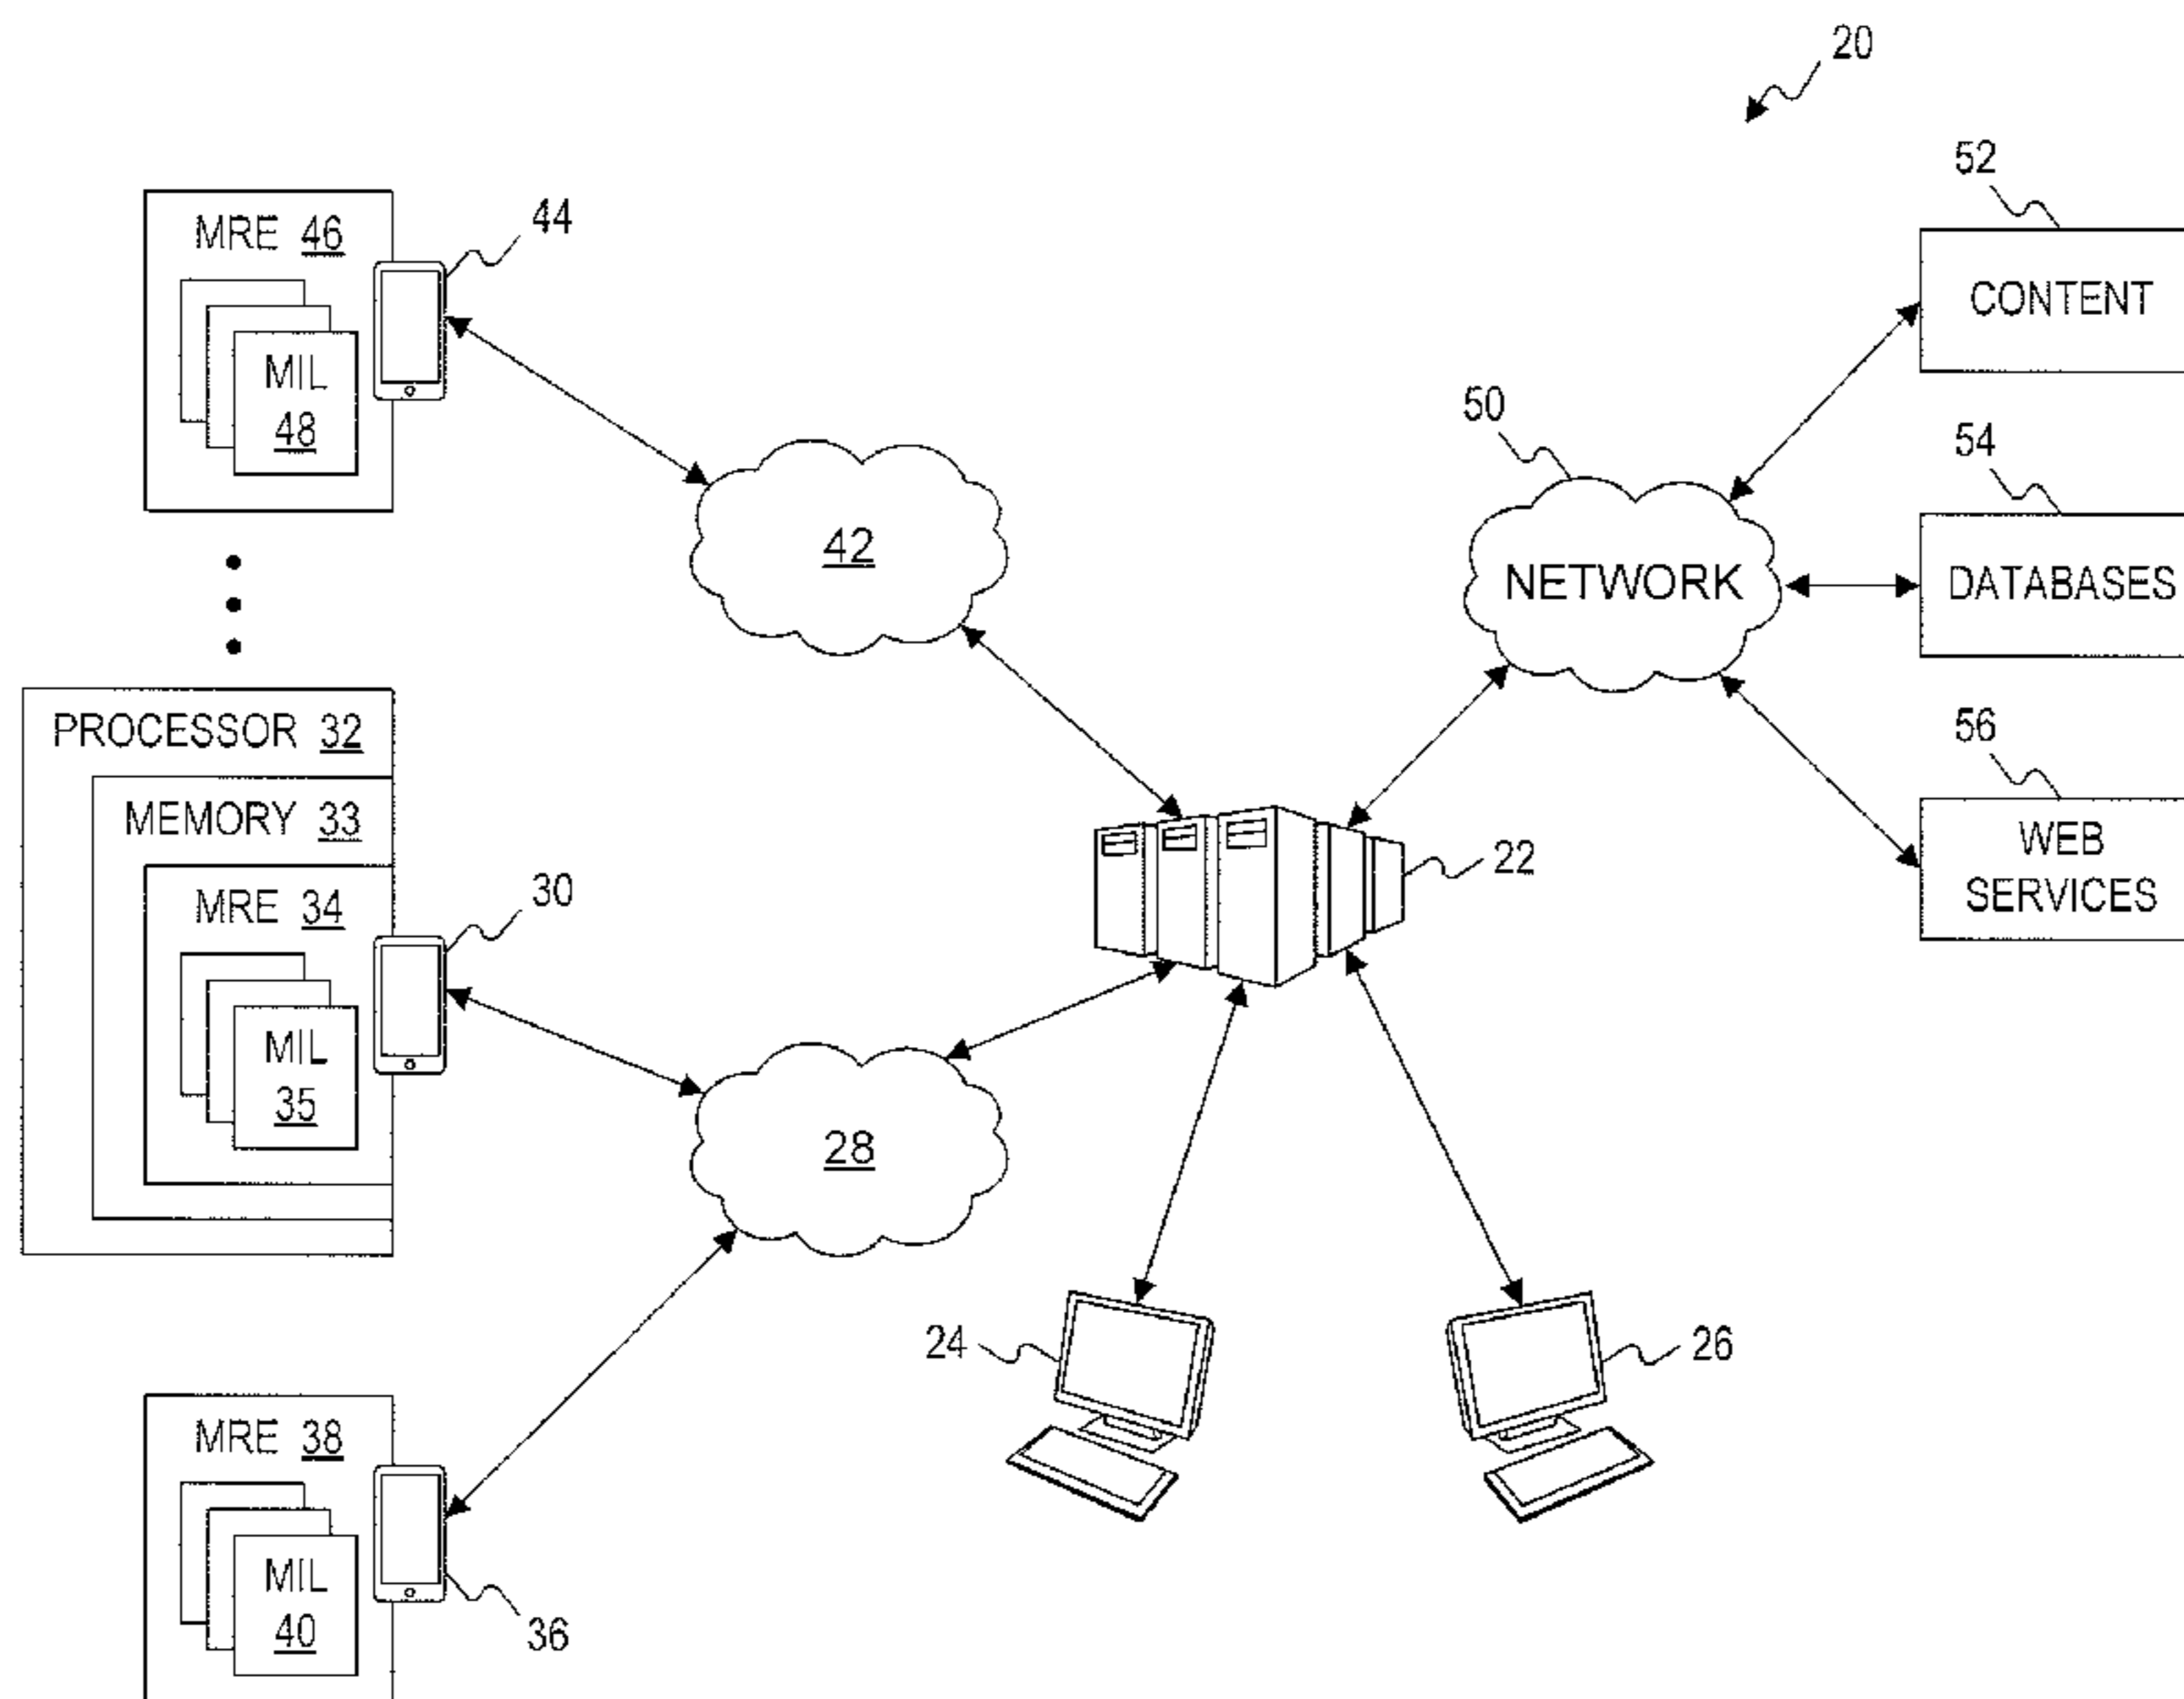 20
52
CONTENT
44
MRE 46
MIL
48
50
54
42
NETWORK
DATABASES
PROCESSOR 32
56
MEMORY 33
WEB
SERVICES
22
MRE 34
30
MIL
35
28
24
26
MRE 38
MIL
40
36